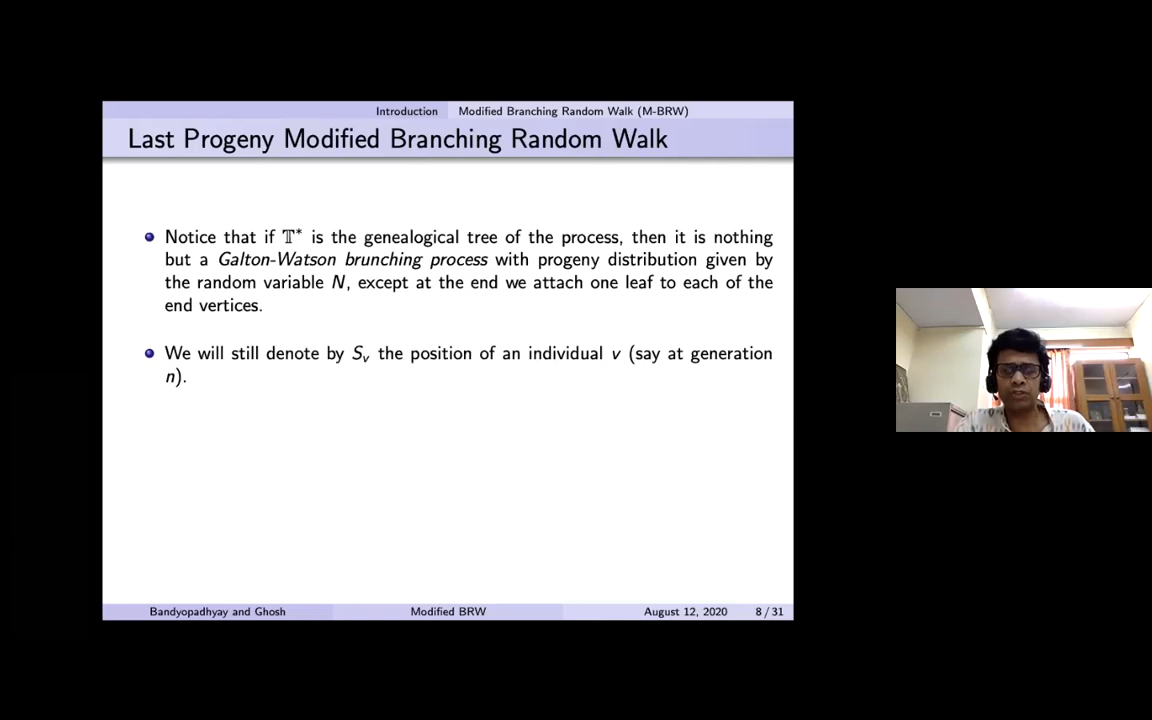 Introduction Modified Branching Random Walk (M-BRW)
Last Progeny Modified Branching Random Walk
Notice that if 𝕋* is the genealogical tree of the process, then it is nothing
but a Galton-Watson brunching process with progeny distribution given by
the random variable N, except at the end we attach one leaf to each of the
end vertices.
We will still denote by Sᵥ the position of an individual v (say at generation
n).
Bandyopadhyay and Ghosh Modified BRW August 12, 2020 8 / 31